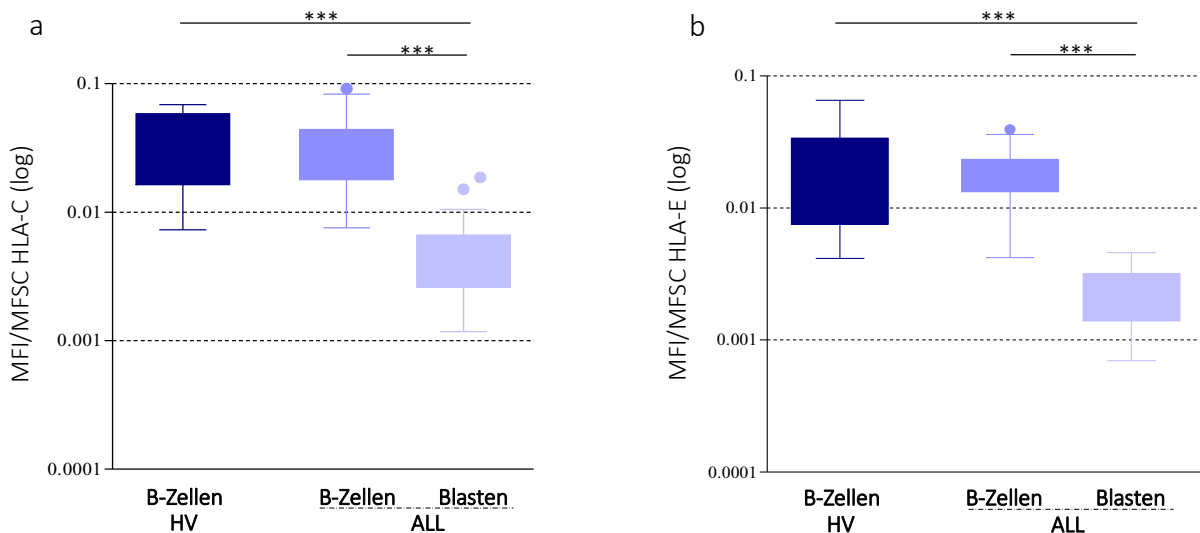 a
***
***
MFI/MFSC HLA-C (log)
0.1
0.01
0.001
0.0001
B-Zellen
HV
B-Zellen
Blasten
ALL
b
***
***
MFI/MFSC HLA-E (log)
0.1
0.01
0.001
0.0001
B-Zellen
HV
B-Zellen
Blasten
ALL